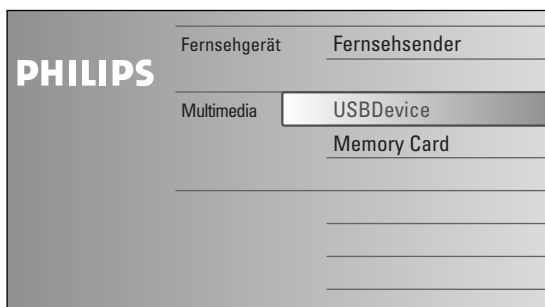 PHILIPS
Fernsehgerät Fernsehsender
Multimedia USBDevice
Memory Card